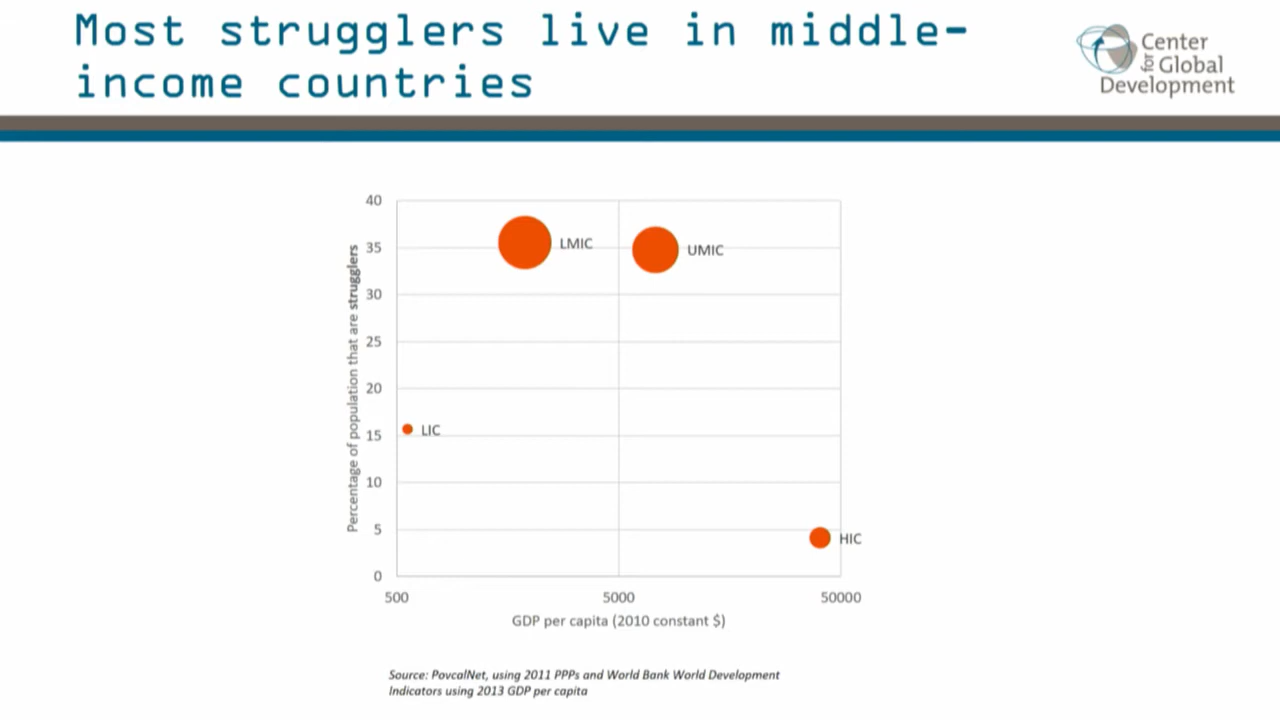 Most strugglers live in middle-
income countries
Center
for Global
Development
40
35
30
25
20
15
10
5
0
Percentage of population that are strugglers
LMIC
UMIC
LIC
HIC
500
5000
50000
GDP per capita (2010 constant $)
Source: PovcalNet, using 2011 PPPs and World Bank World Development
Indicators using 2013 GDP per capita